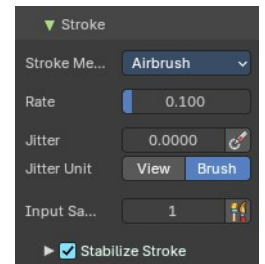 Stroke
Stroke Me... Airbrush
Rate 0.100
Jitter 0.0000
Jitter Unit View Brush
Input Sa... 1
Stabilize Stroke